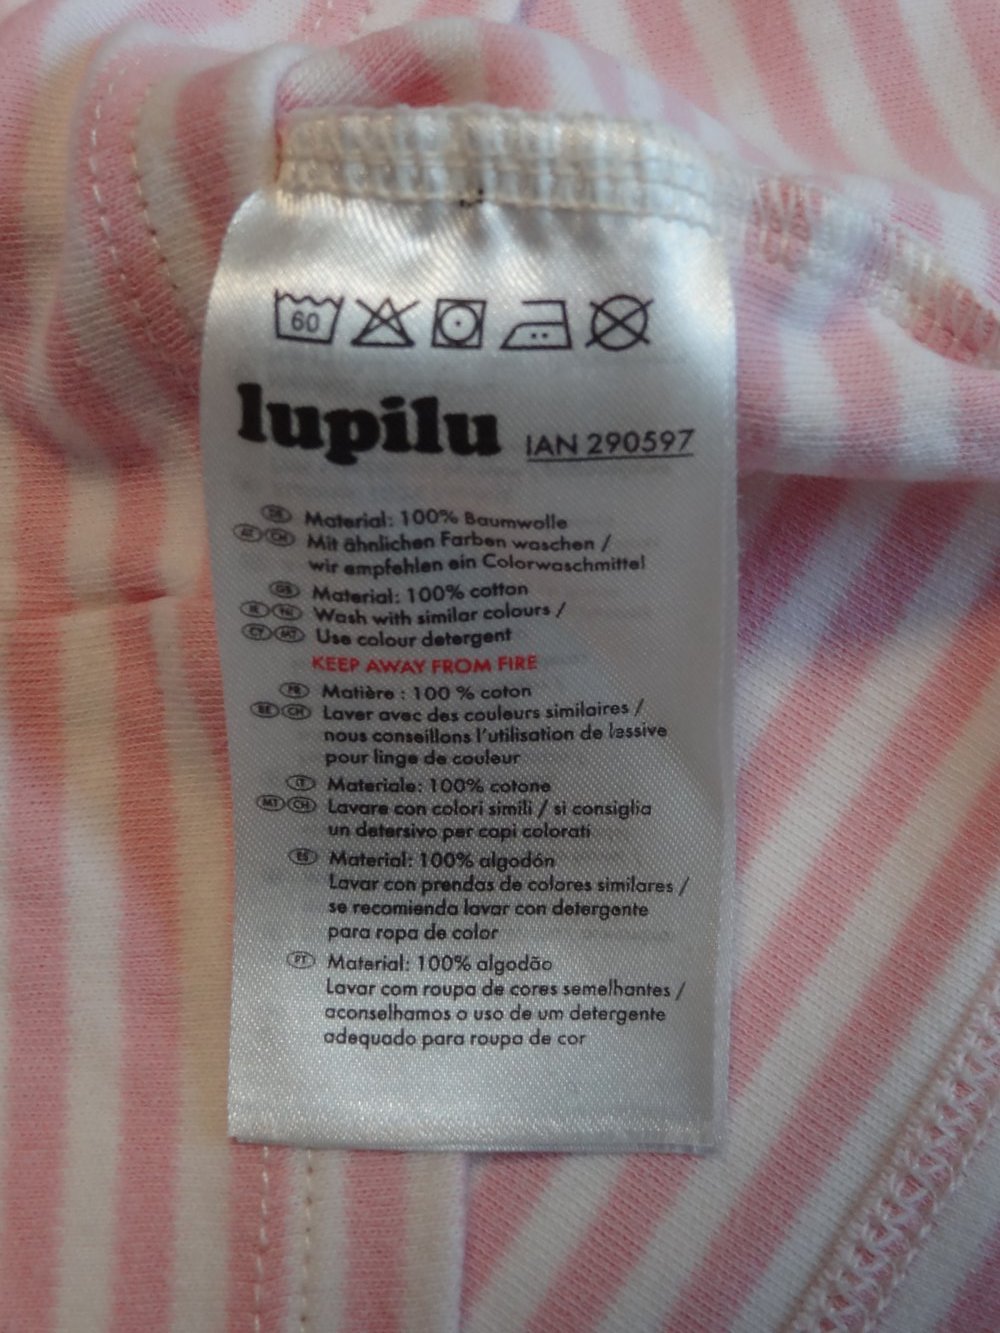 60
lupilu IAN 290597
DE Material: 100% Baumwolle
AT CH Mit ähnlichen Farben waschen /
wir empfehlen ein Colorwaschmittel
GB Material: 100% cotton
IE NI Wash with similar colours /
CY MT Use colour detergent
KEEP AWAY FROM FIRE
FR Matière : 100 % coton
BE CH Laver avec des couleurs similaires /
nous conseillons l'utilisation de lessive
pour linge de couleur
IT Materiale: 100% cotone
MT CH Lavare con colori simili / si consiglia
un detersivo per capi colorati
ES Material: 100% algodón
Lavar con prendas de colores similares /
se recomienda lavar con detergente
para ropa de color
PT Material: 100% algodão
Lavar com roupa de cores semelhantes /
aconselhamos o uso de um detergente
adequado para roupa de cor